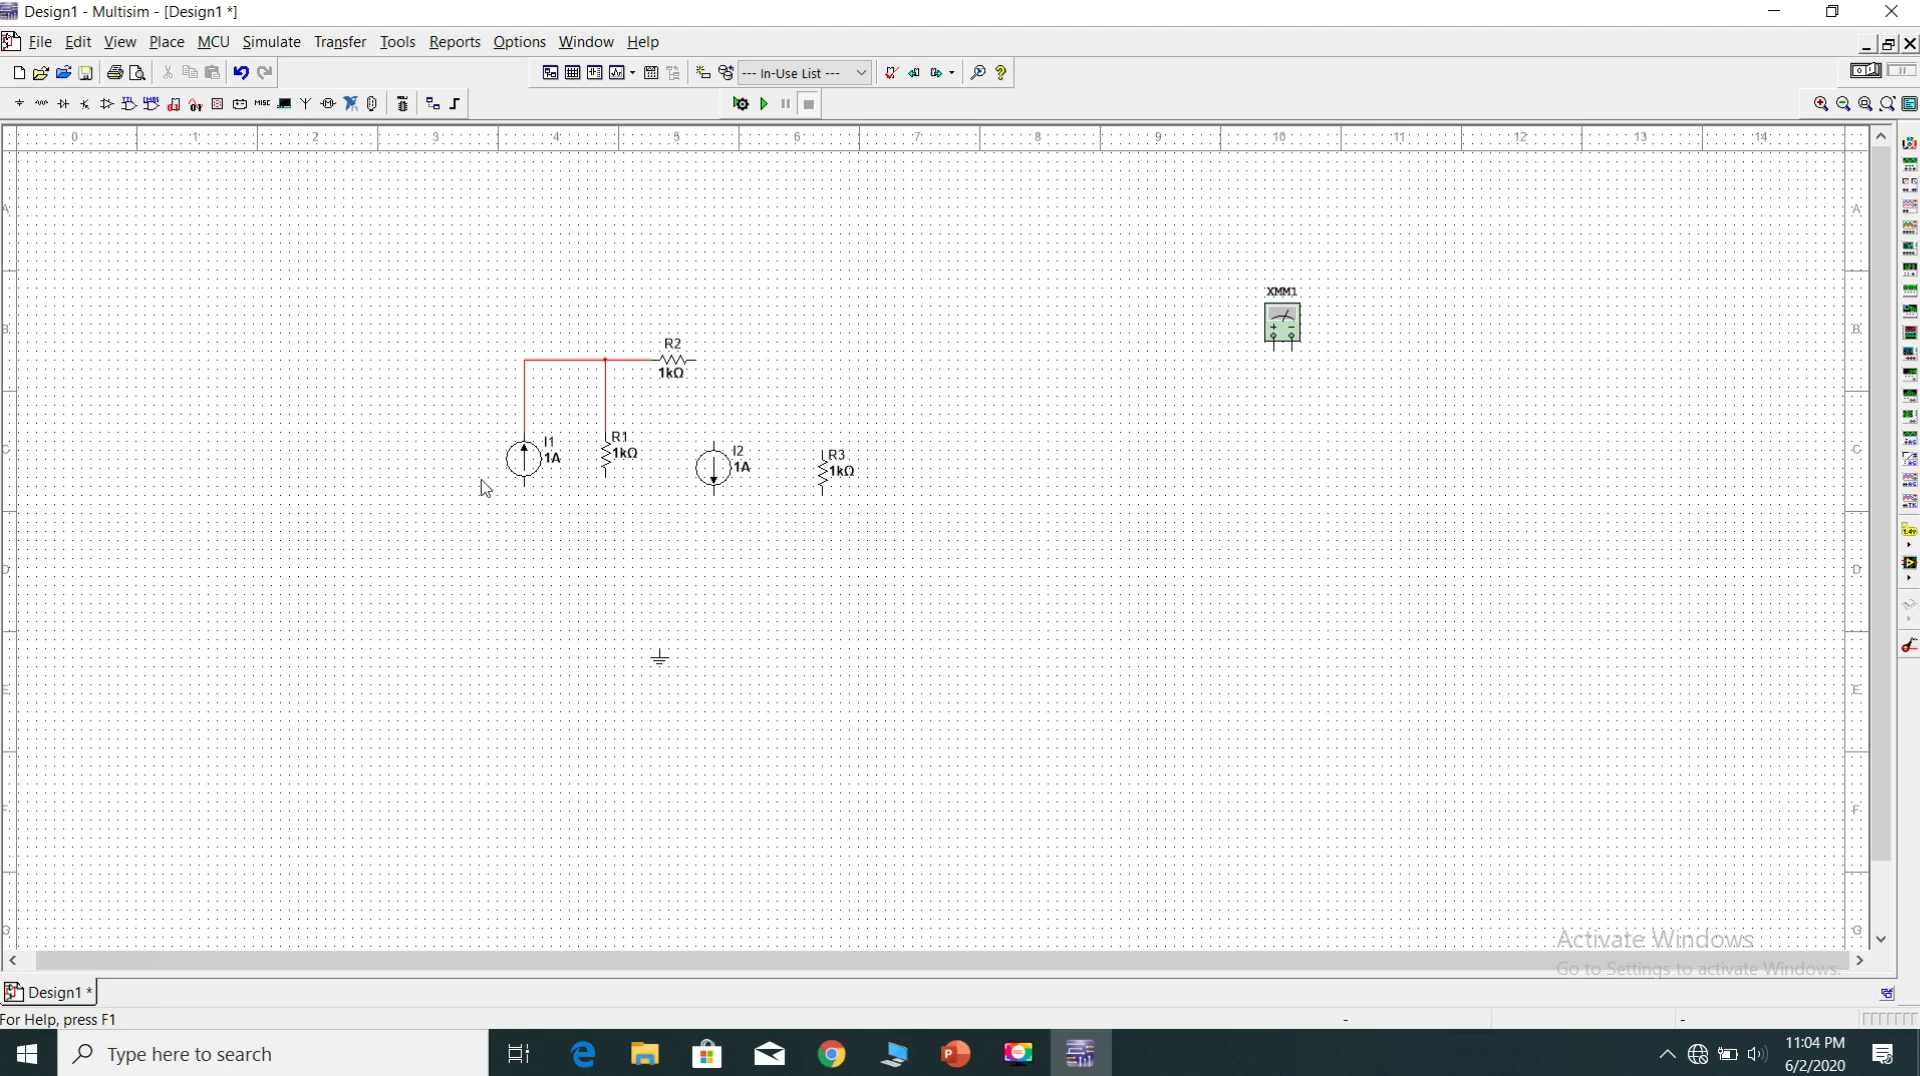 Design1 - Multisim - [Design1 *]
File Edit View Place MCU Simulate Transfer Tools Reports Options Window Help
--- In-Use List ---
MISC
0 1 2 3 4 5 6 7 8 9 10 11 12 13 14
A A
XMM1
B B
R2
1kΩ
R1
1kΩ
I1
1A
I2
1A
R3
1kΩ
C C
D D
E E
F F
G G
Activate Windows
Go to Settings to activate Windows.
Design1 *
For Help, press F1
- -
Type here to search
11:04 PM
6/2/2020